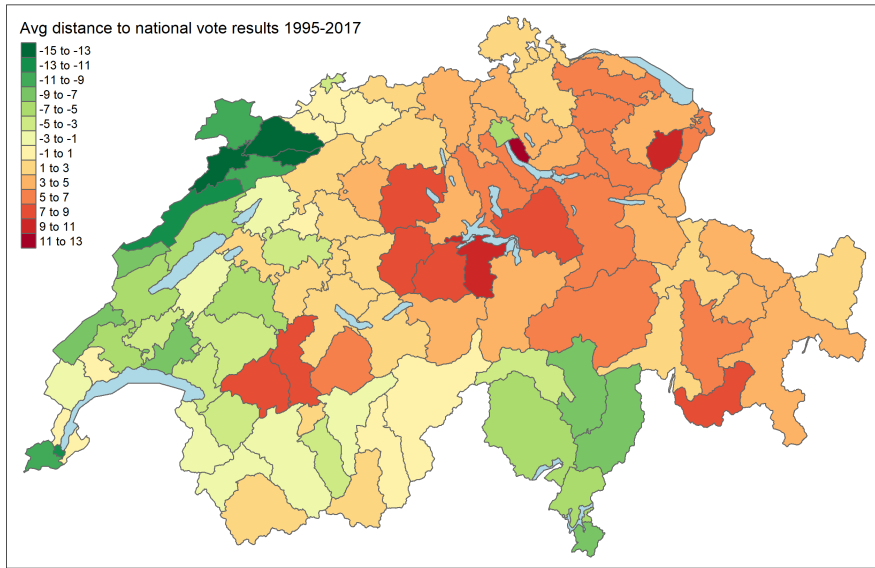 Avg distance to national vote results 1995-2017
-15 to -13
-13 to -11
-11 to -9
-9 to -7
-7 to -5
-5 to -3
-3 to -1
-1 to 1
1 to 3
3 to 5
5 to 7
7 to 9
9 to 11
11 to 13